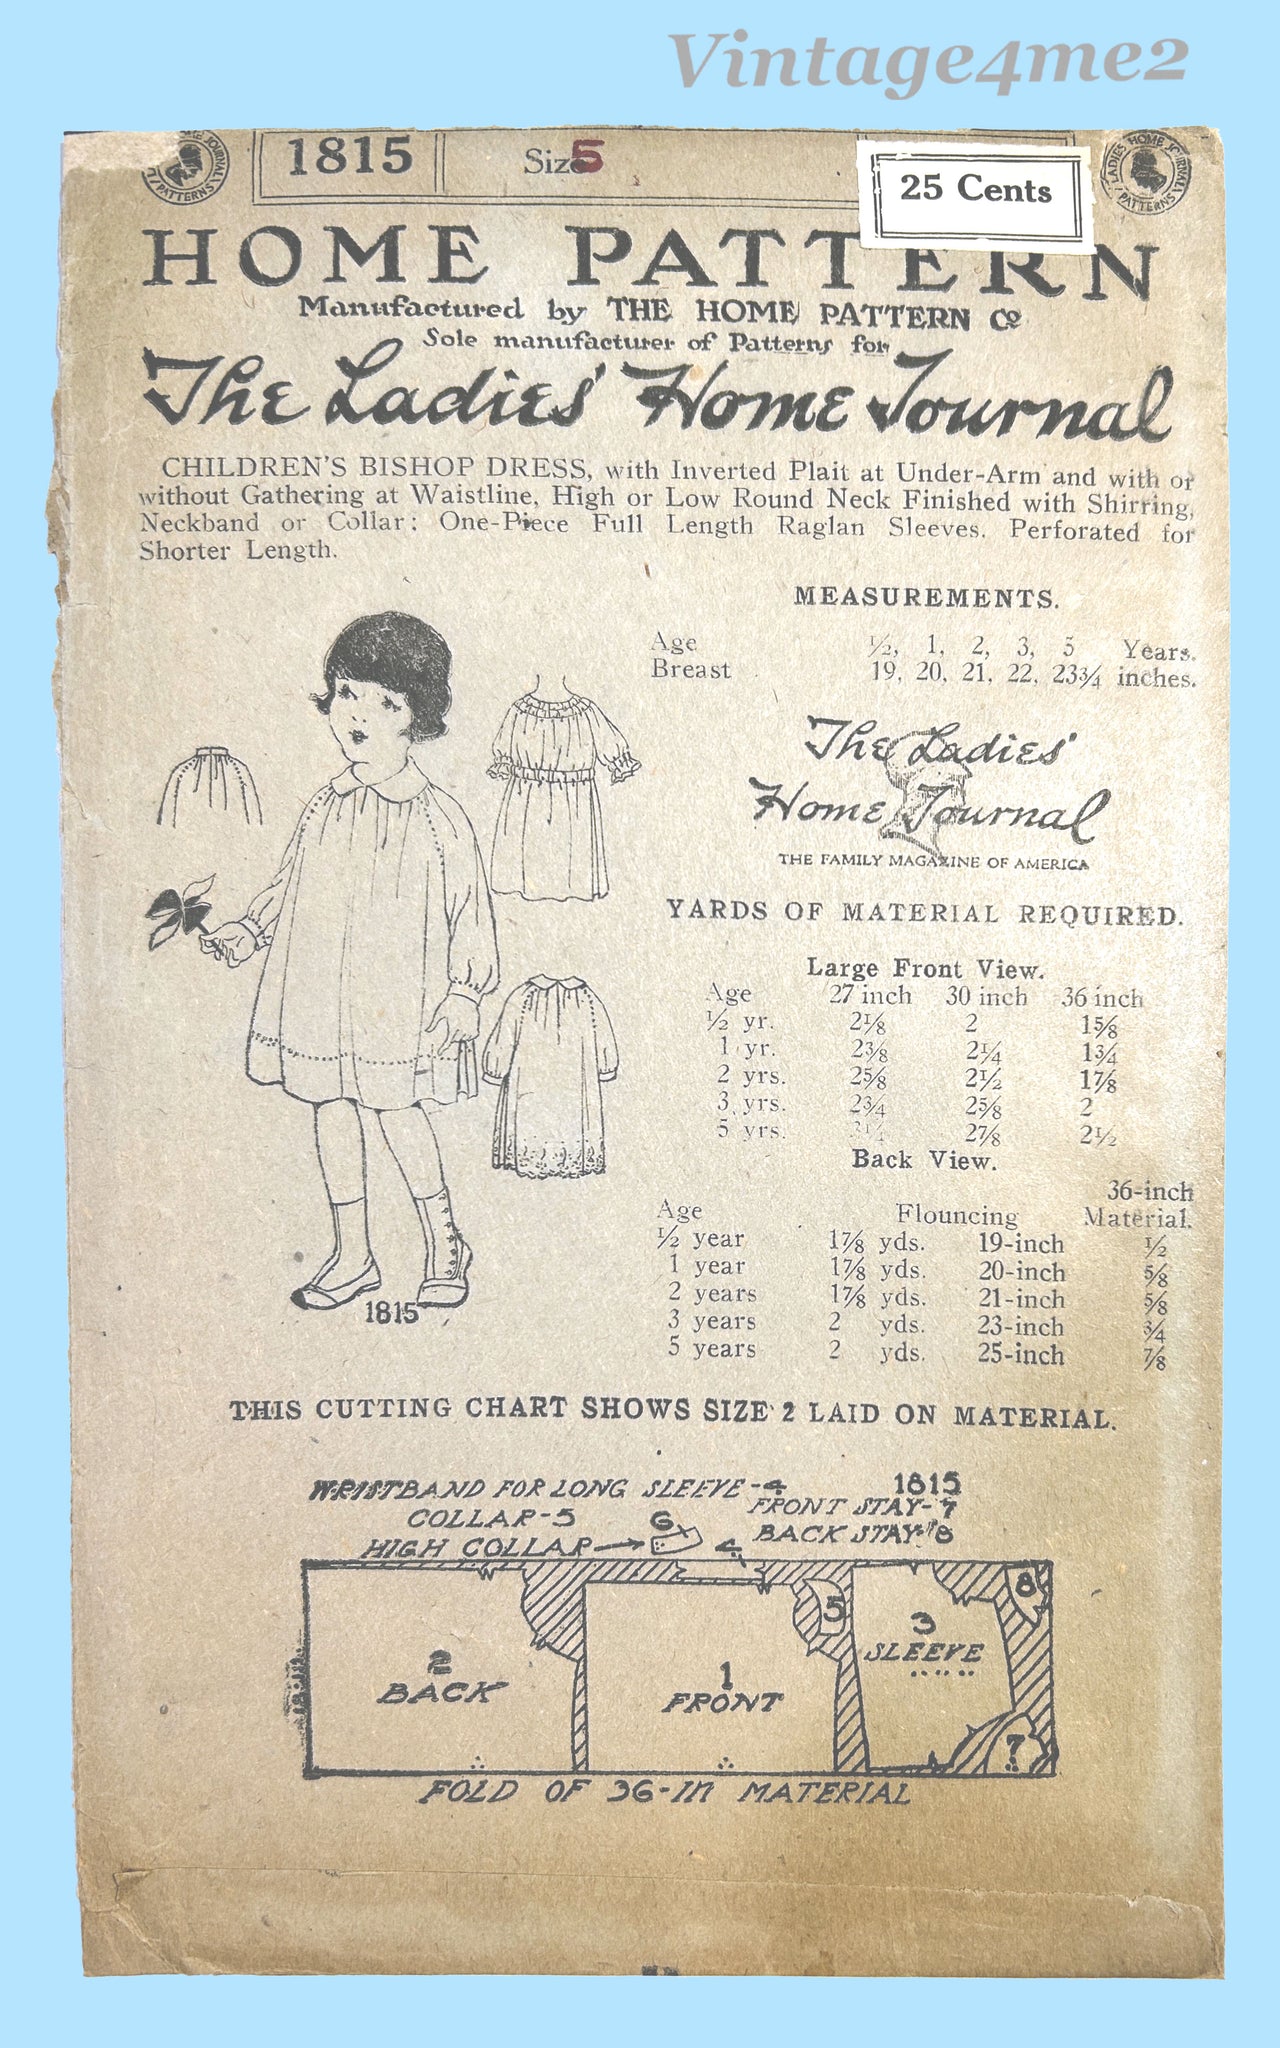 Vintage4me2
1815
Size 5
25 Cents
LADIES HOME JOURNAL PATTERNS
HOME PATTERN
Manufactured by THE HOME PATTERN Co
Sole manufacturer of Patterns for
The Ladies' Home Journal
CHILDREN'S BISHOP DRESS, with Inverted Plait at Under-Arm and with or
without Gathering at Waistline, High or Low Round Neck Finished with Shirring,
Neckband or Collar: One-Piece Full Length Raglan Sleeves. Perforated for
Shorter Length.
MEASUREMENTS.
Age ½, 1, 2, 3, 5 Years.
Breast 19, 20, 21, 22, 23¾ inches.
The Ladies'
Home Journal
THE FAMILY MAGAZINE OF AMERICA
YARDS OF MATERIAL REQUIRED.
Large Front View.
Age 27 inch 30 inch 36 inch
½ yr. 2⅛ 2 1⅝
1 yr. 2⅜ 2¼ 1¾
2 yrs. 2⅝ 2½ 1⅞
3 yrs. 2¾ 2⅝ 2
5 yrs. 3¼ 2⅞ 2½
Back View.
36-inch
Age Flouncing Material.
½ year 1⅞ yds. 19-inch ½
1 year 1⅞ yds. 20-inch ⅝
2 years 1⅞ yds. 21-inch ⅝
3 years 2 yds. 23-inch ¾
5 years 2 yds. 25-inch ⅞
1815
THIS CUTTING CHART SHOWS SIZE 2 LAID ON MATERIAL.
WRISTBAND FOR LONG SLEEVE-4 1815
COLLAR-5 6 FRONT STAY-7
HIGH COLLAR 4 BACK STAY-8
8
5
3
SLEEVE
2
BACK
1
FRONT
7
FOLD OF 36-IN MATERIAL